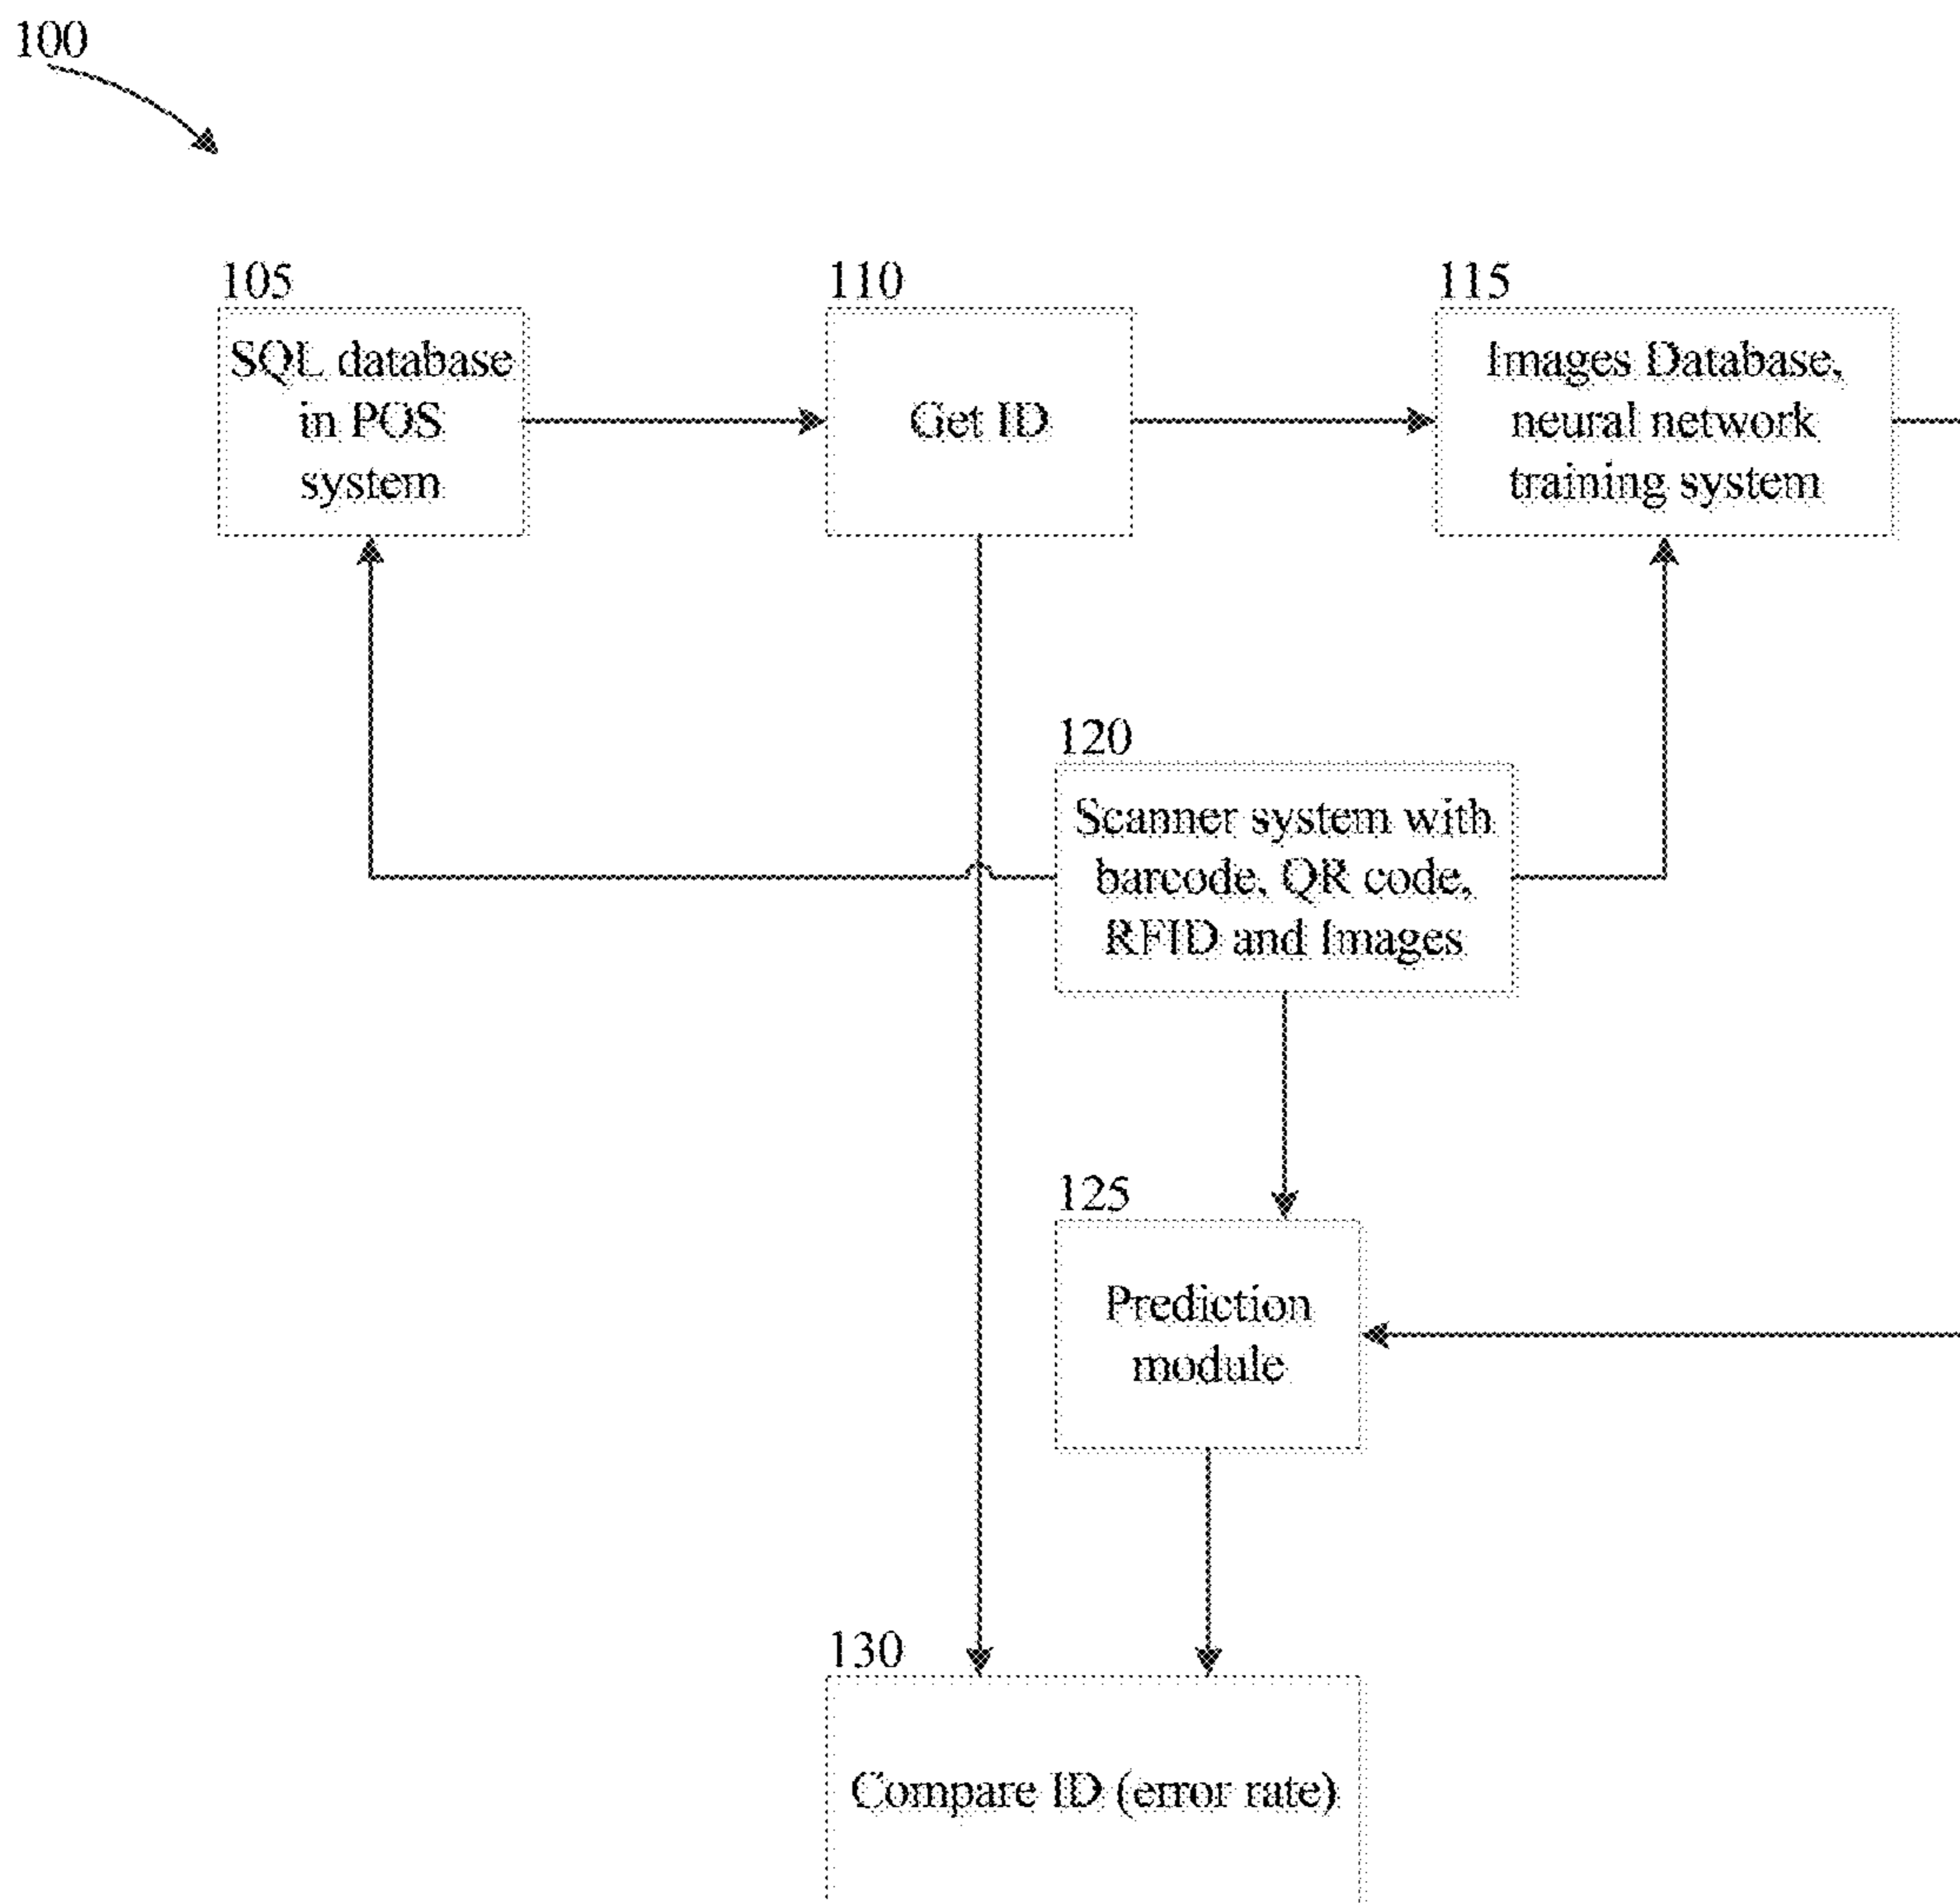 100
105
SQL database
in POS
system
110
Get ID
115
Images Database,
neural network
training system
120
Scanner system with
barcode, QR code,
RFID and Images
125
Prediction
module
130
Compare ID (error rate)